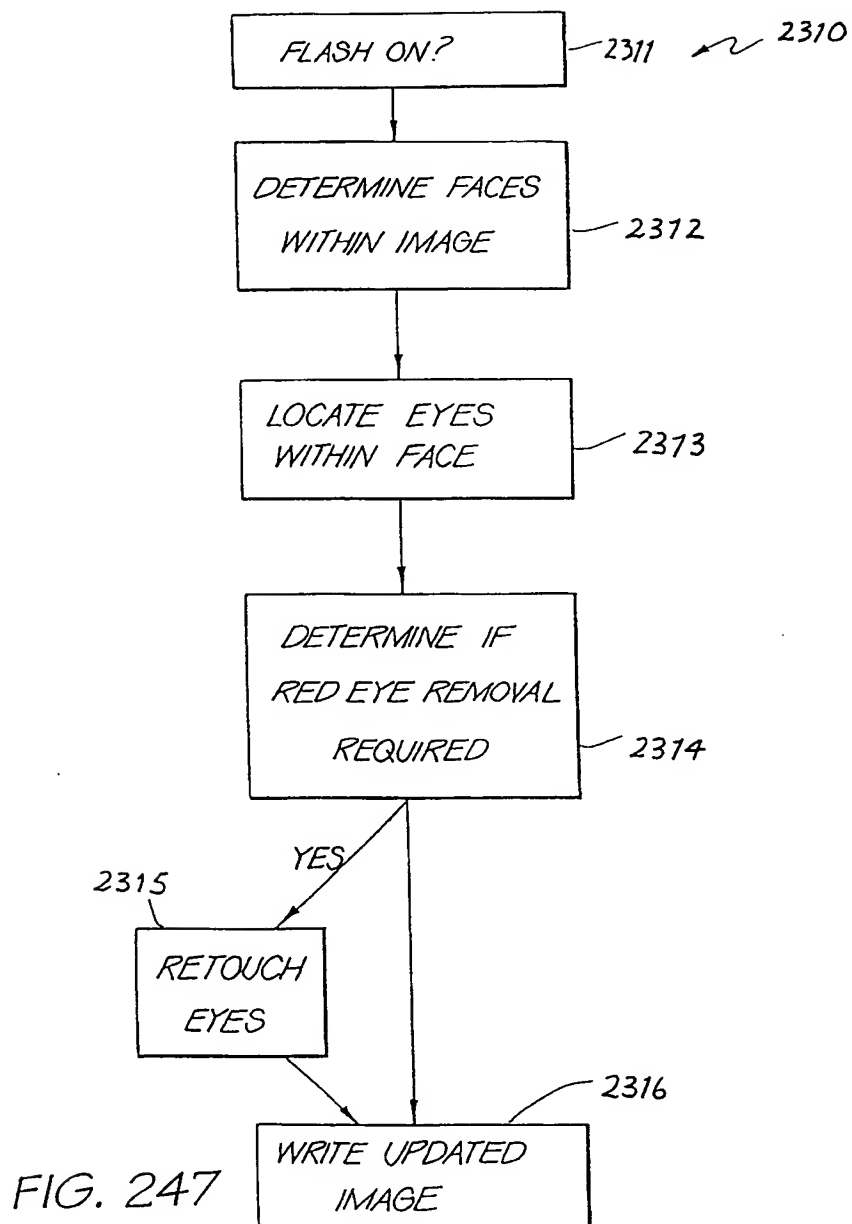 FLASH ON?
2311
2310
DETERMINE FACES
WITHIN IMAGE
2312
LOCATE EYES
WITHIN FACE
2313
DETERMINE IF
RED EYE REMOVAL
REQUIRED
2314
YES
2315
RETOUCH
EYES
2316
WRITE UPDATED
IMAGE
FIG. 247